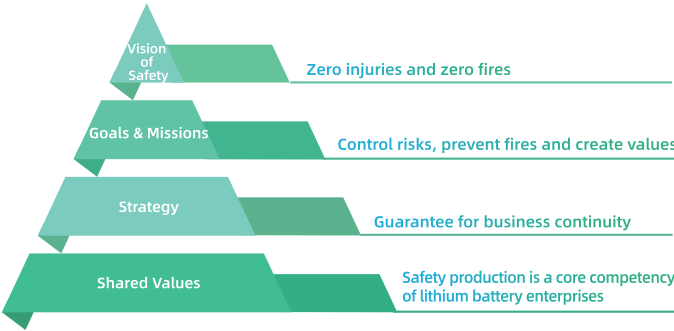 Vision
of
Safety
Zero injuries and zero fires
Goals & Missions
Control risks, prevent fires and create values
Strategy
Guarantee for business continuity
Shared Values
Safety production is a core competency
of lithium battery enterprises